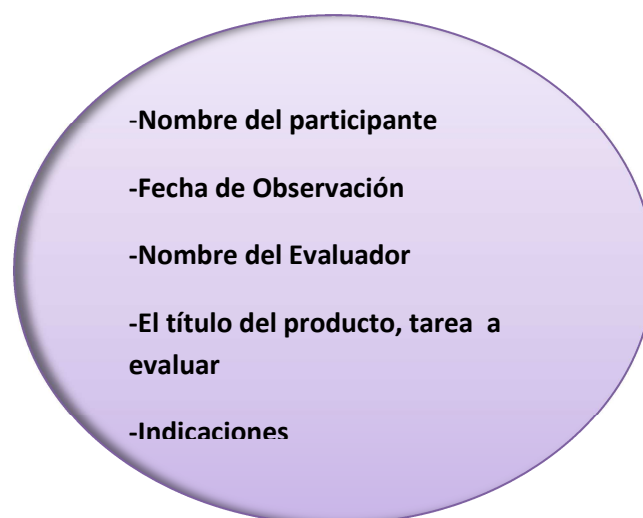 -Nombre del participante
-Fecha de Observación
-Nombre del Evaluador
-El título del producto, tarea  a
evaluar
-Indicaciones